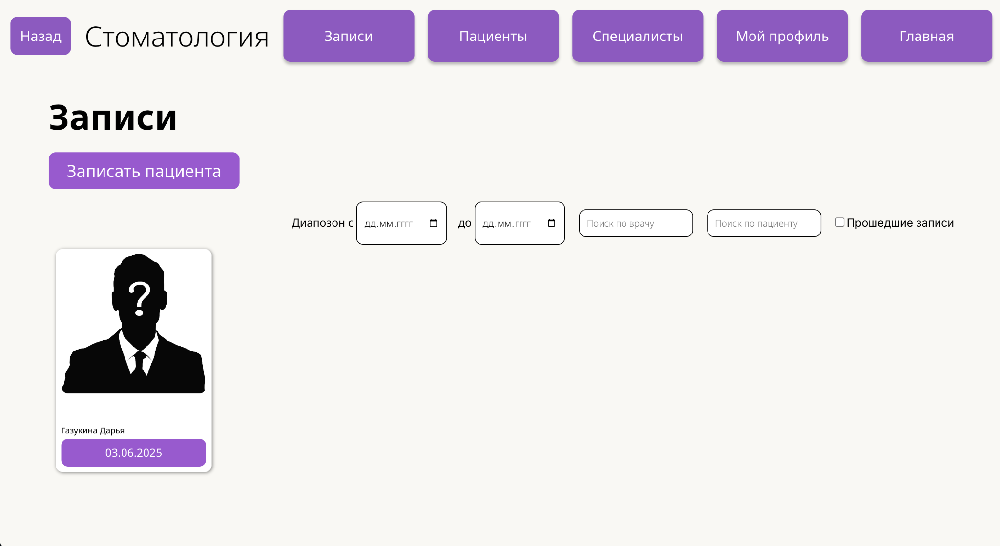 Назад
Стоматология
Записи
Пациенты
Специалисты
Мой профиль
Главная
Записи
Записать пациента
Диапозон с дд.мм.гггг до дд.мм.гггг Поиск по врачу Поиск по пациенту Прошедшие записи
?
Газукина Дарья
03.06.2025